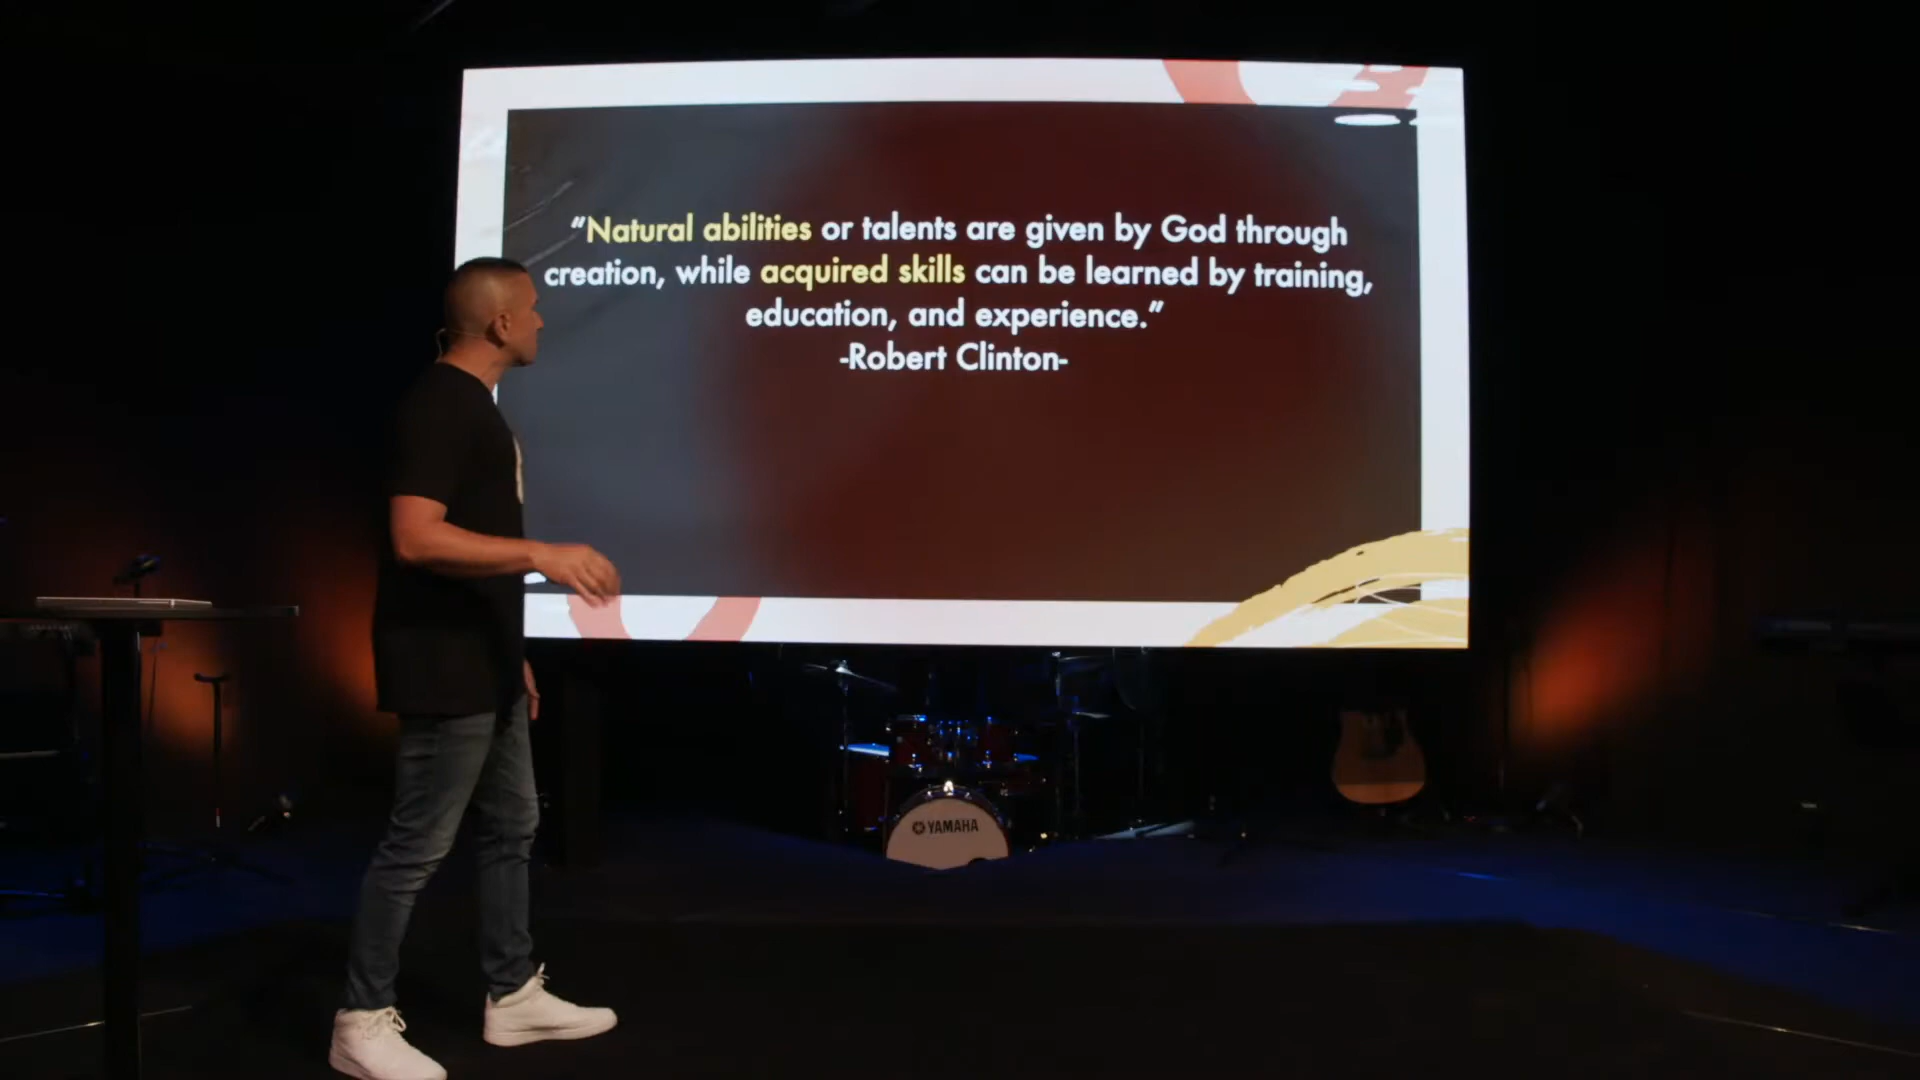 “Natural abilities or talents are given by God through
creation, while acquired skills can be learned by training,
education, and experience.”
-Robert Clinton-
YAMAHA